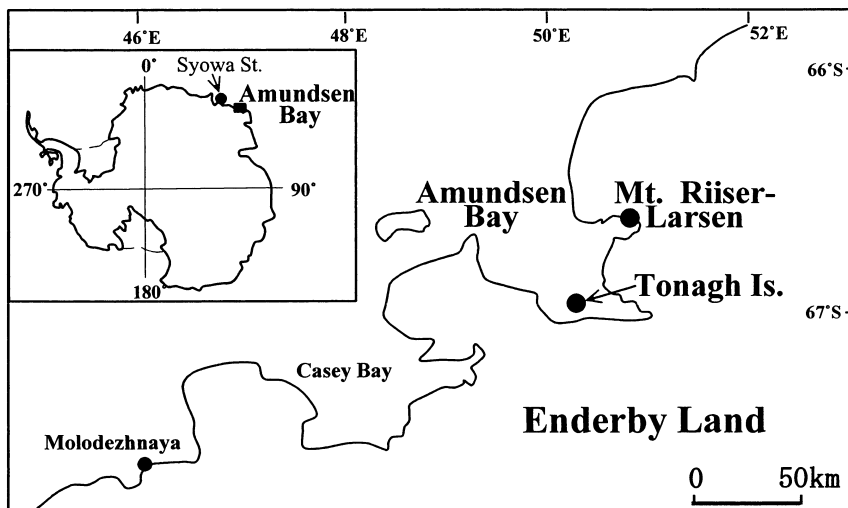 46°E
48°E
50°E
52°E
66°S
0°
Syowa St.
Amundsen
Bay
270°
90°
180°
Amundsen
Bay
Mt. Riiser-
Larsen
Tonagh Is.
67°S
Casey Bay
Enderby Land
Molodezhnaya
0 50km